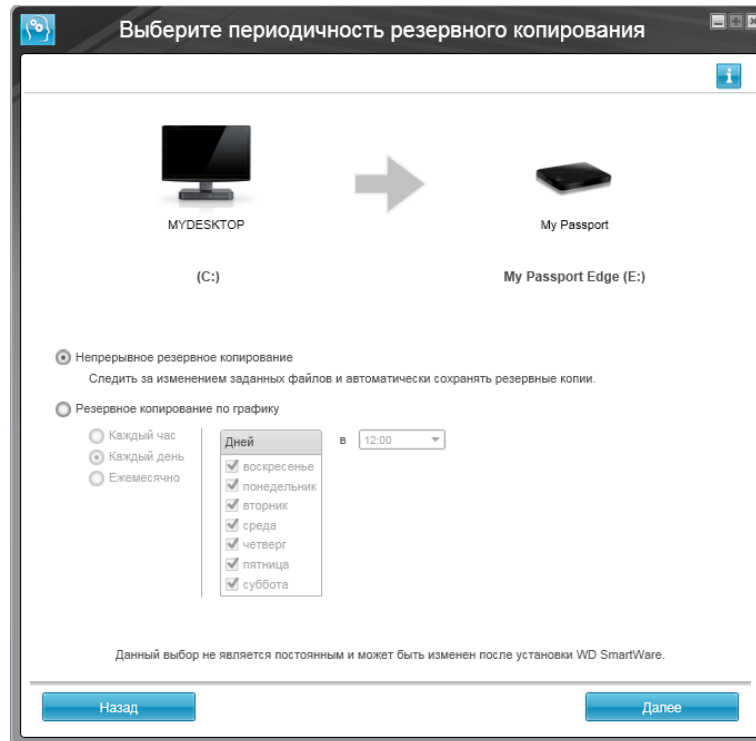 Выберите периодичность резервного копирования
MYDESKTOP
My Passport
(C:)
My Passport Edge (E:)
Непрерывное резервное копирование
Следить за изменением заданных файлов и автоматически сохранять резервные копии.
Резервное копирование по графику
Каждый час
Каждый день
Ежемесячно
Дней
воскресенье
понедельник
вторник
среда
четверг
пятница
суббота
в 12:00
Данный выбор не является постоянным и может быть изменен после установки WD SmartWare.
Назад
Далее